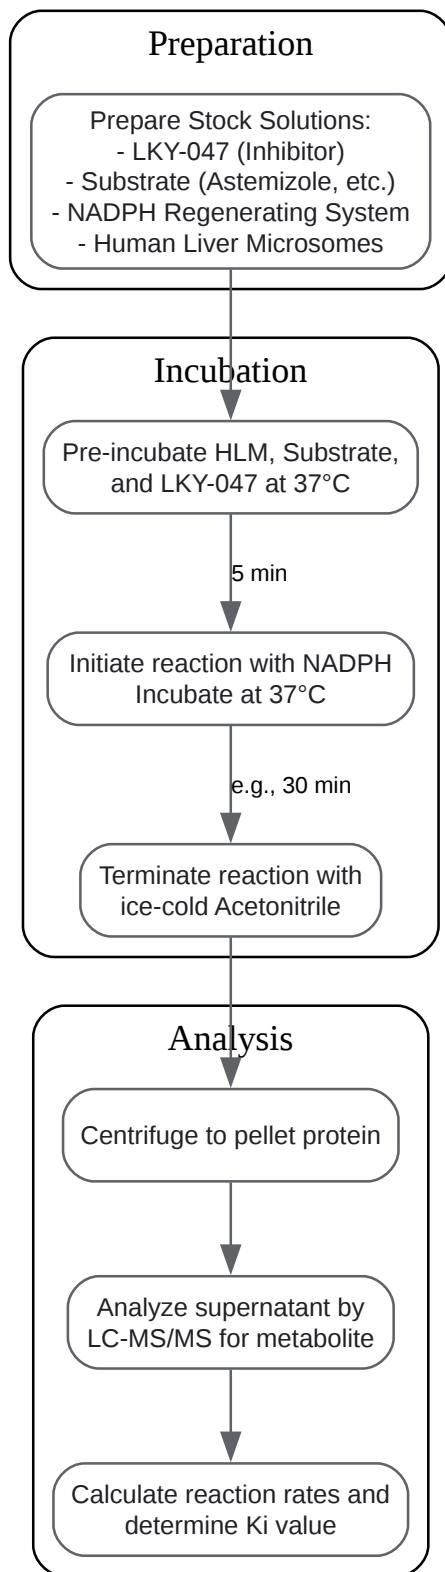 Preparation
Prepare Stock Solutions:
- LKY-047 (Inhibitor)
- Substrate (Astemizole, etc.)
- NADPH Regenerating System
- Human Liver Microsomes
Incubation
Pre-incubate HLM, Substrate,
and LKY-047 at 37°C
5 min
Initiate reaction with NADPH
Incubate at 37°C
e.g., 30 min
Terminate reaction with
ice-cold Acetonitrile
Analysis
Centrifuge to pellet protein
Analyze supernatant by
LC-MS/MS for metabolite
Calculate reaction rates and
determine Ki value